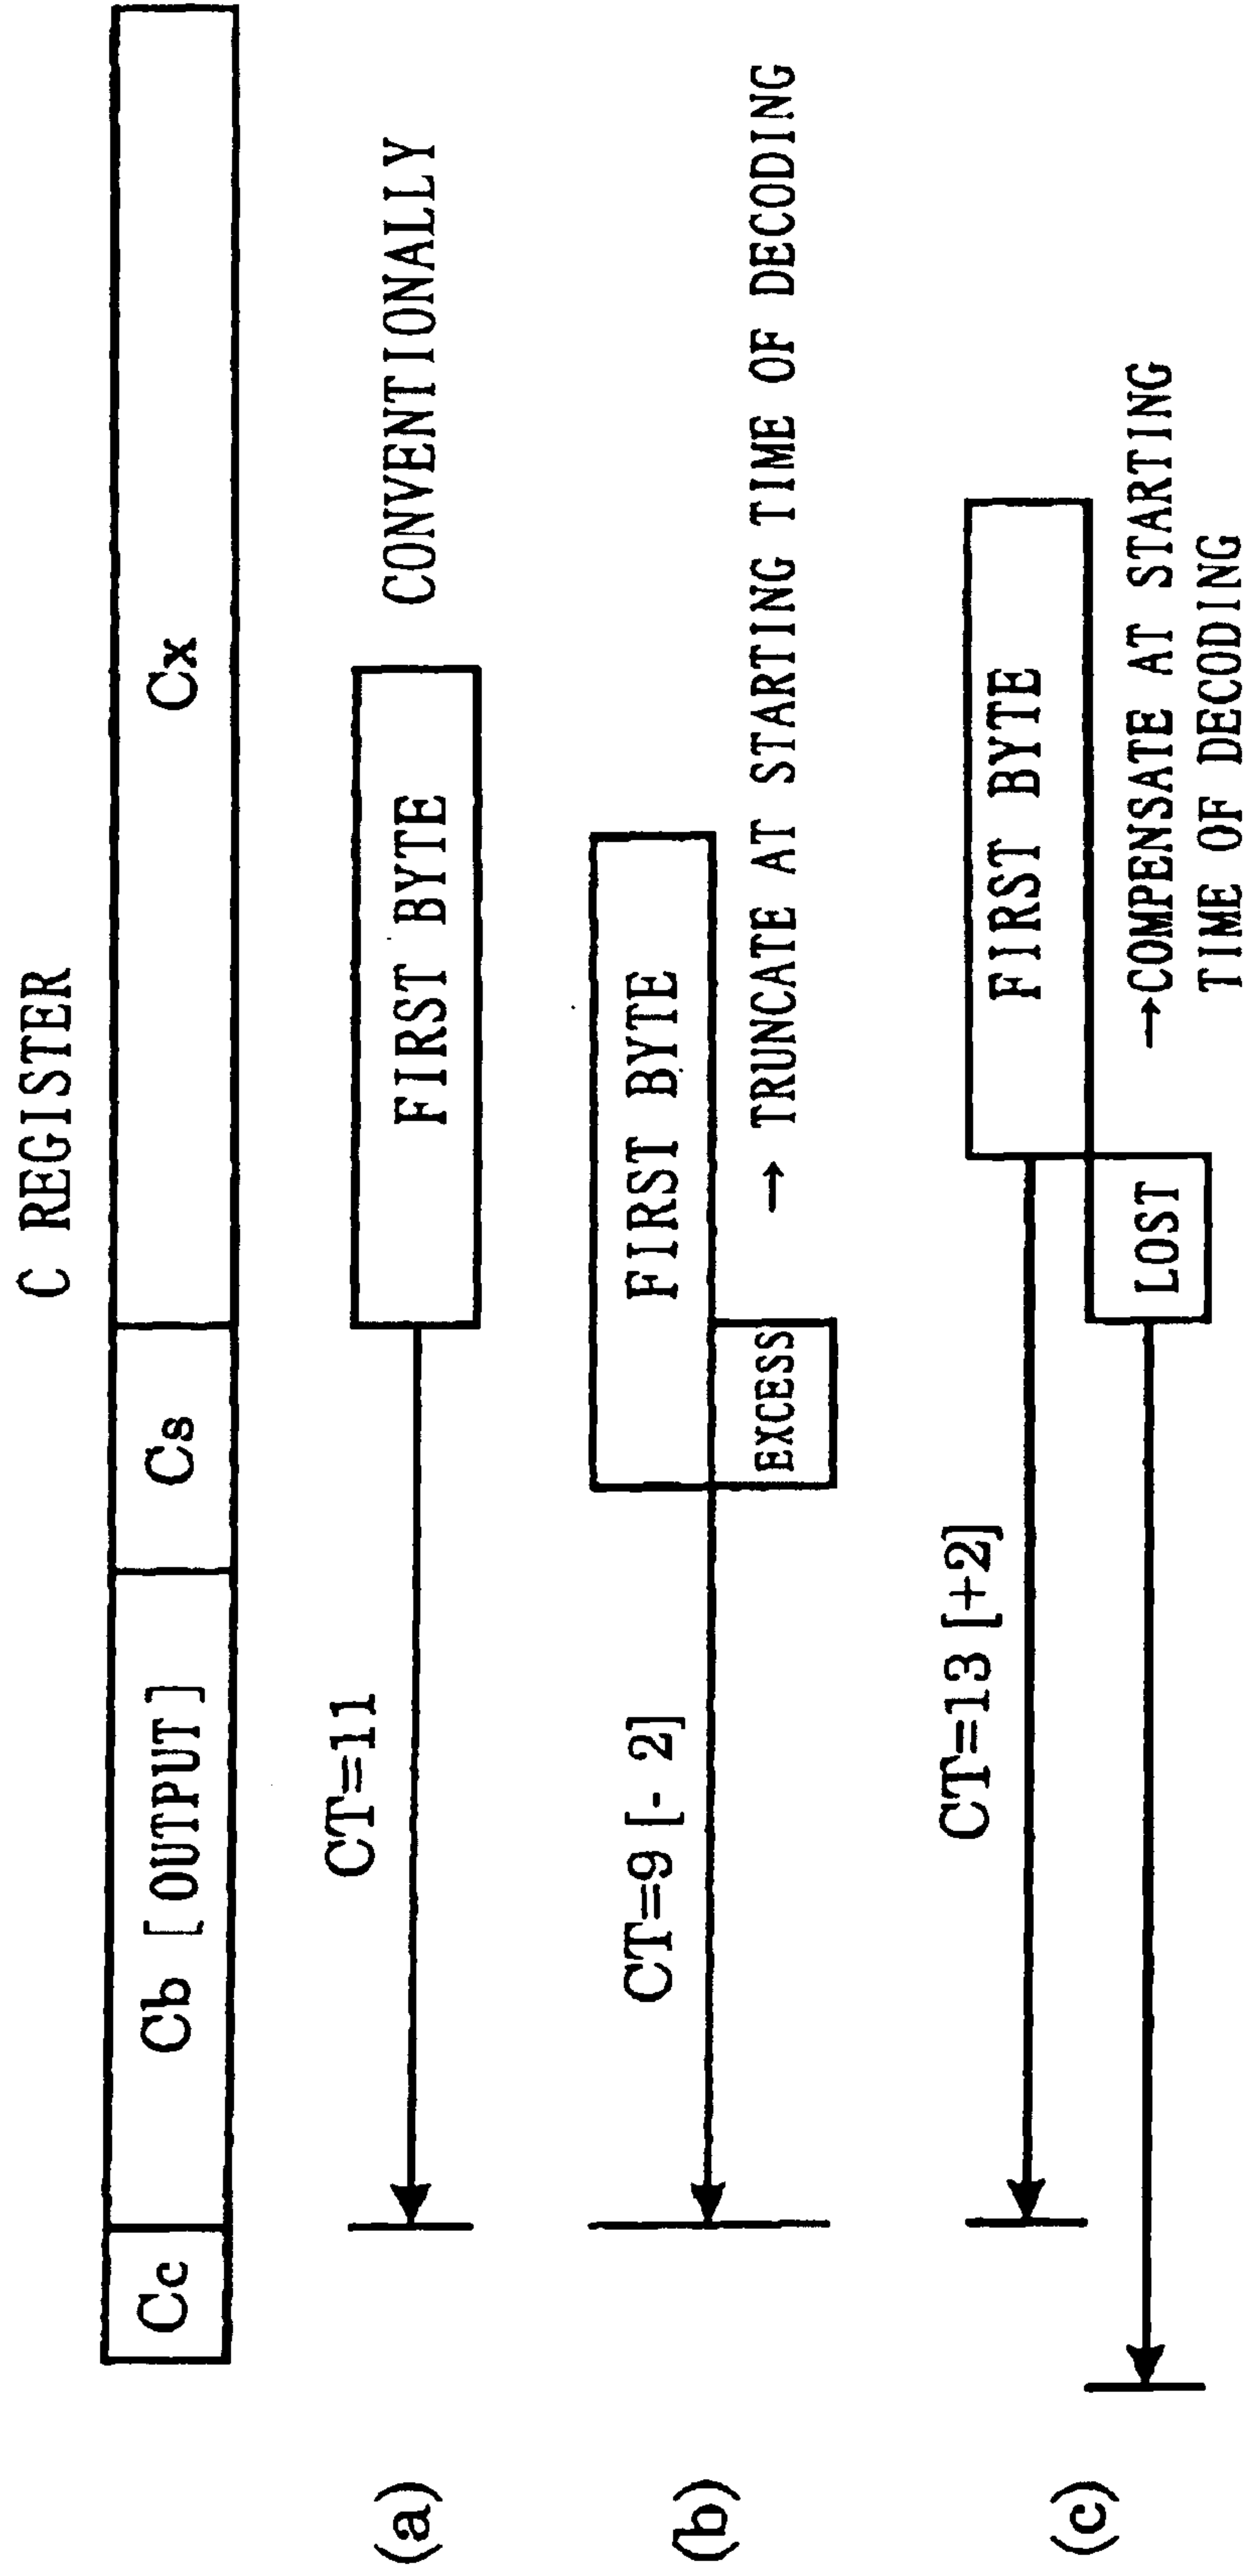 C REGISTER
Cc
Cb [OUTPUT]
Cs
Cx
(a)
CT=11
FIRST BYTE
CONVENTIONALLY
(b)
CT=9 [- 2]
FIRST BYTE
EXCESS
→ TRUNCATE AT STARTING TIME OF DECODING
(c)
CT=13 [+2]
FIRST BYTE
LOST
→COMPENSATE AT STARTING
TIME OF DECODING